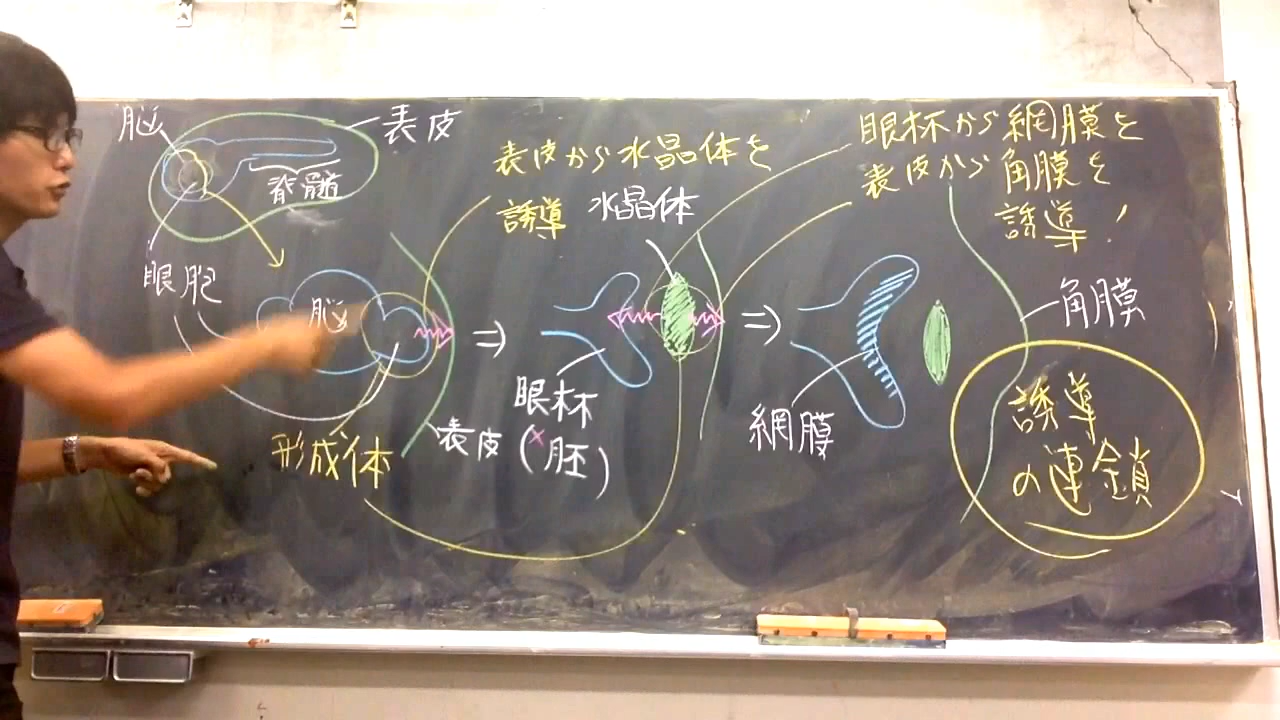 脳
表皮
脊髄
眼胞
脳
形成体
表皮
表皮から水晶体を
誘導
水晶体
眼杯
(×胚)
眼杯から網膜を
表皮から角膜を
誘導!
網膜
角膜
誘導
の連鎖